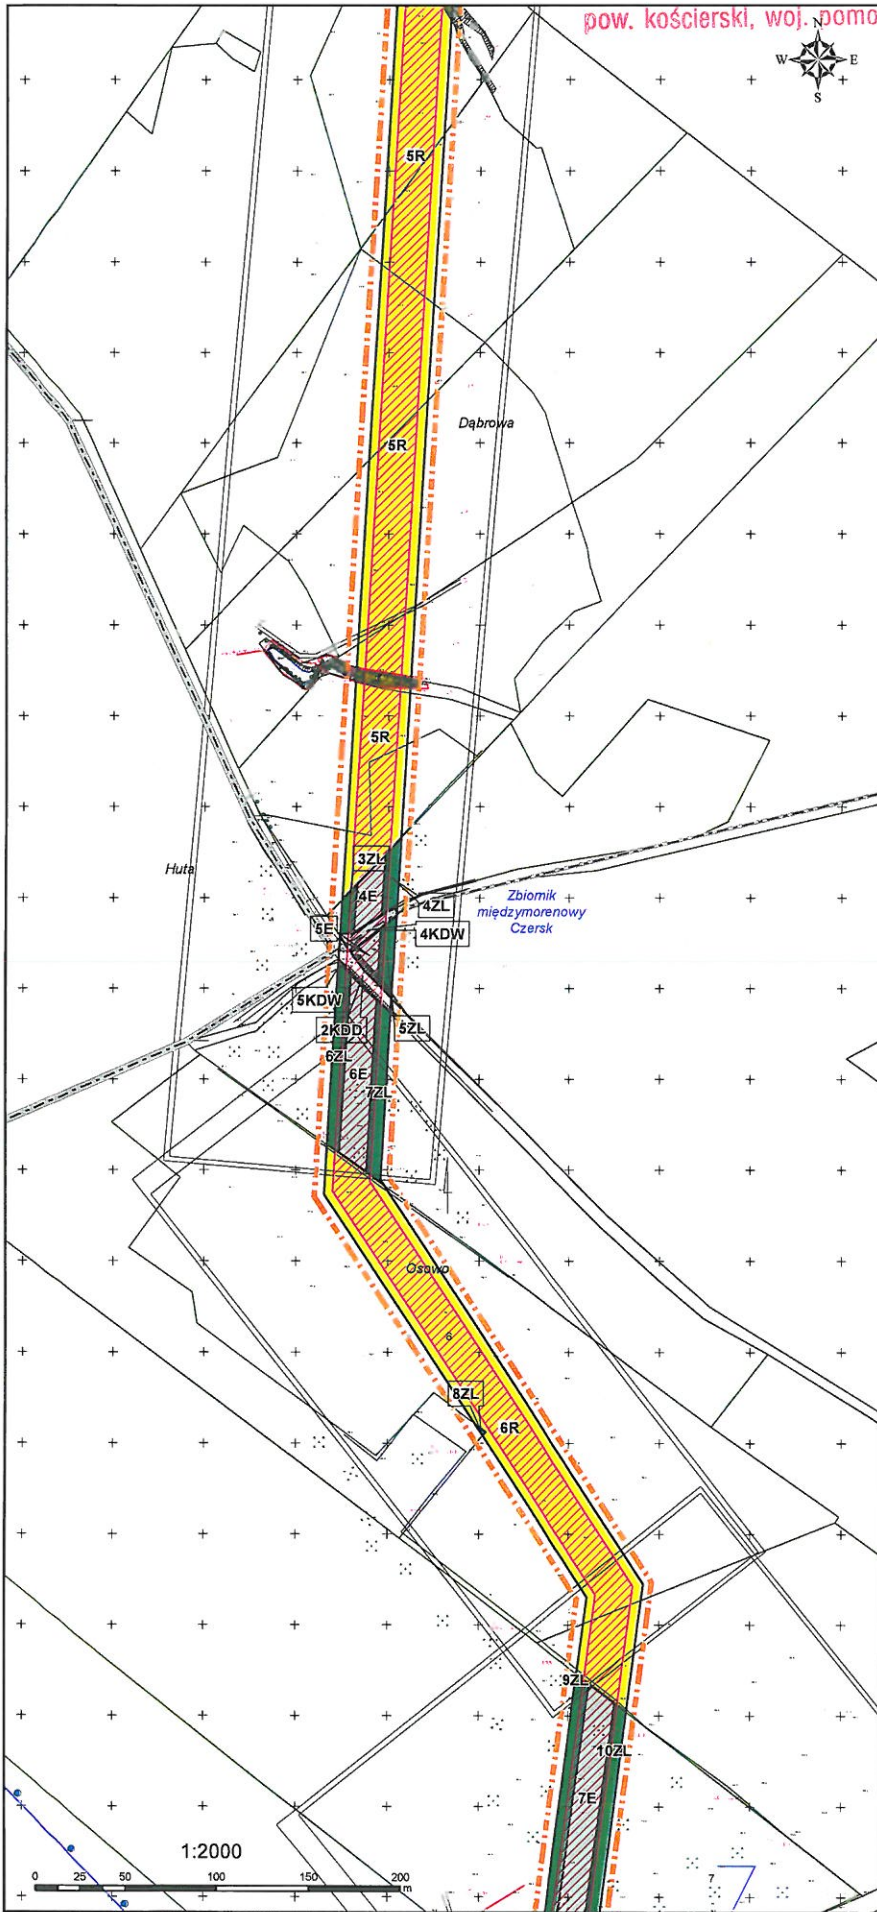 pow. kościerski, woj. pomo
N
W E
S
5R
Dąbrowa
5R
5R
3ZL
Huta
4E
4ZL
Zbiornik
międzymorenowy
Czersk
5E
4KDW
5KDW
2KDD
5ZL
6ZL
6E
7ZL
Osowo
6
8ZL
6R
9ZL
10ZL
7E
1:2000
0 25 50 100 150 200
m
7